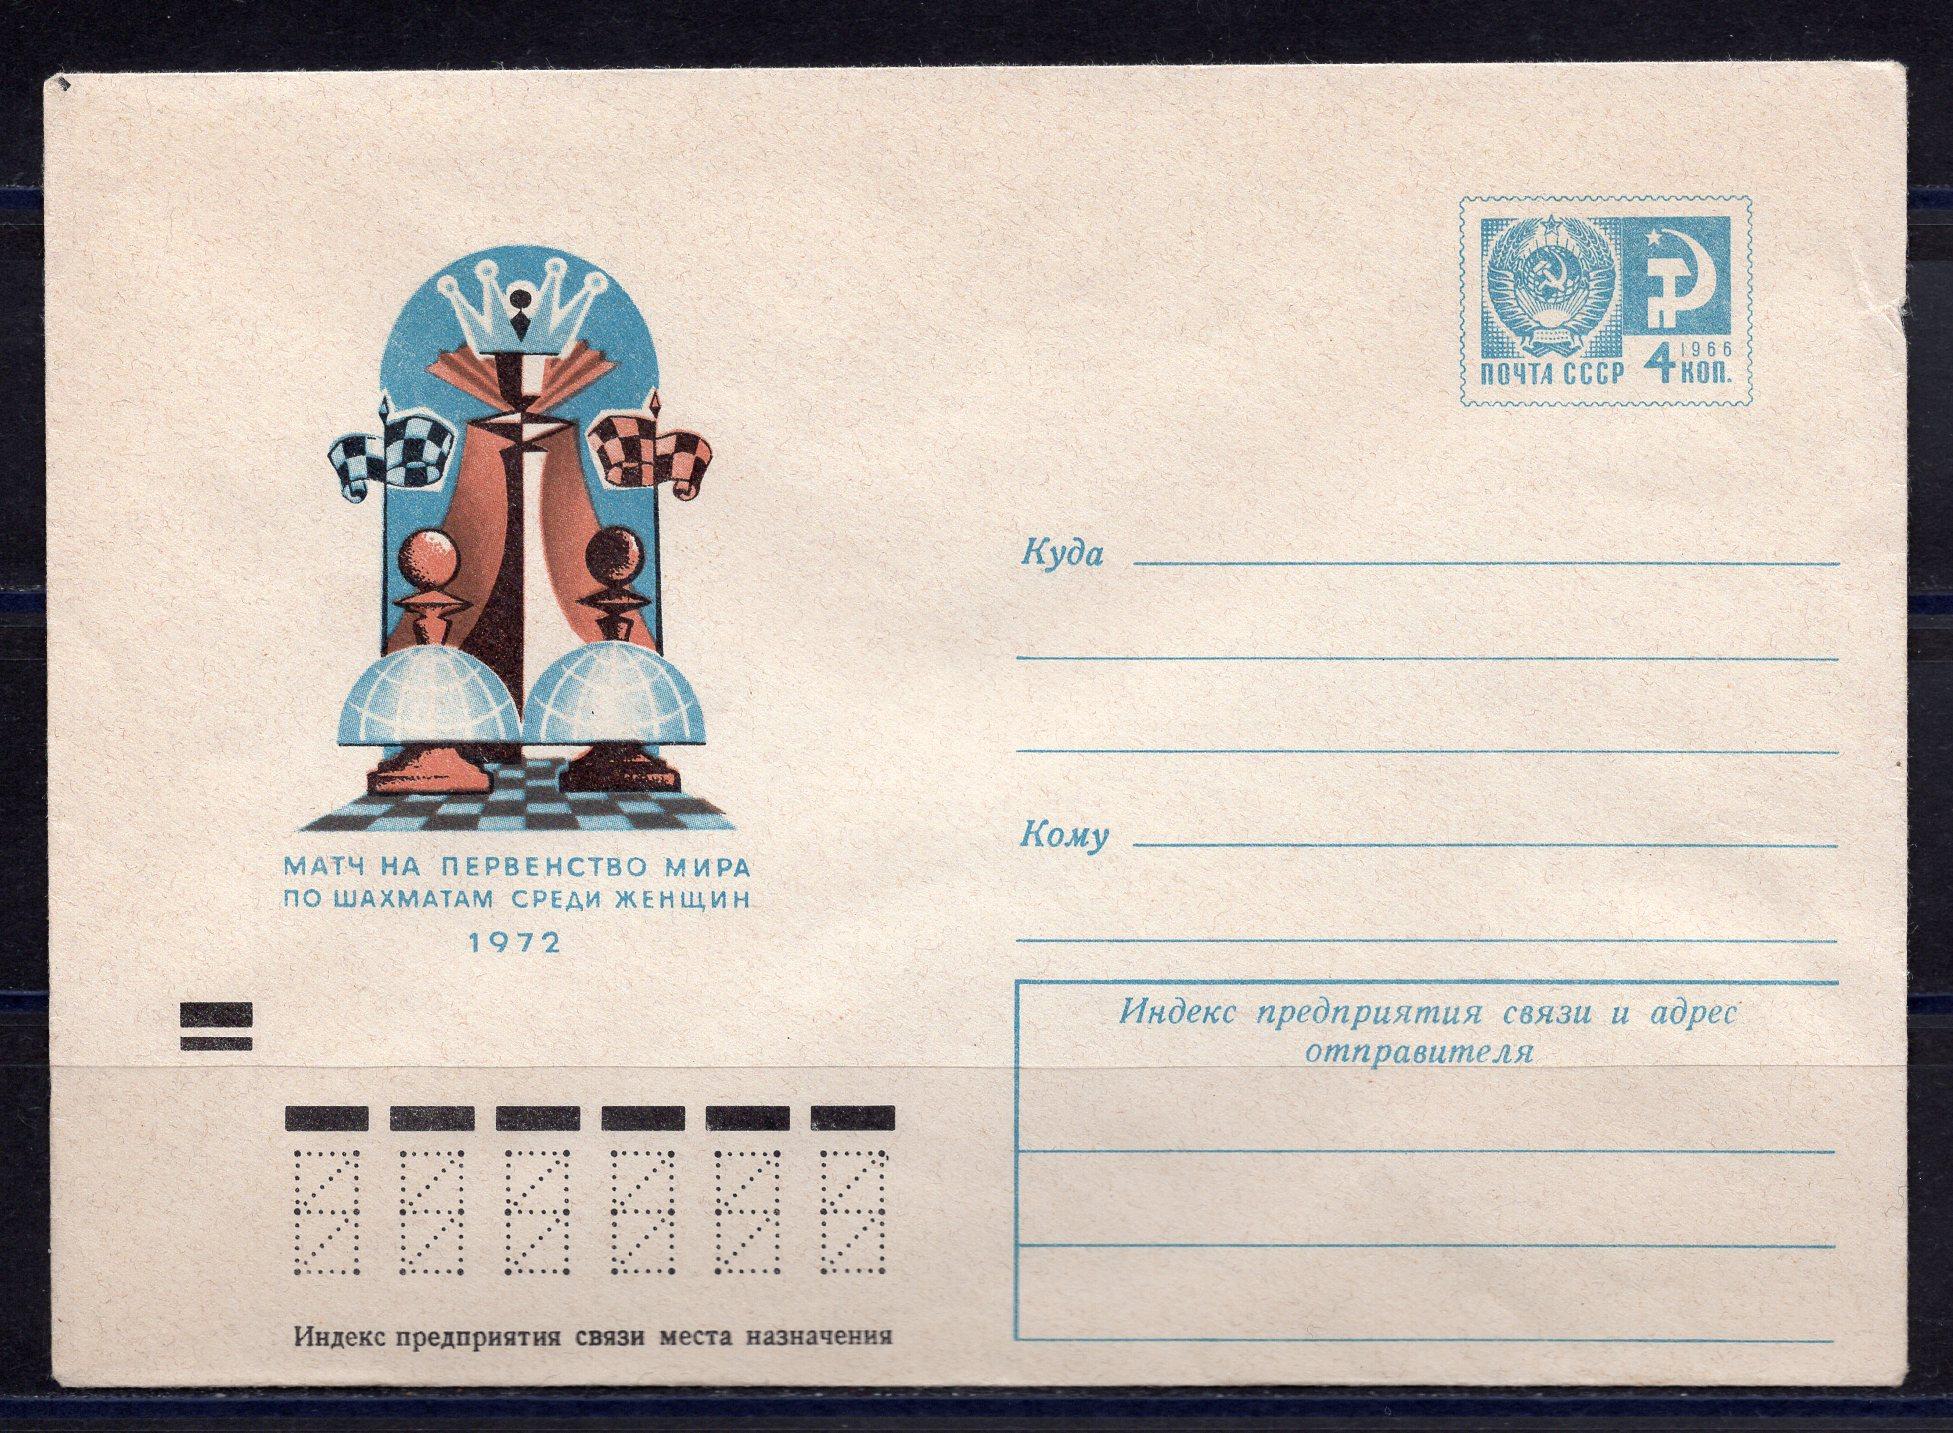 1966
ПОЧТА СССР 4 КОП.
Куда
Кому
МАТЧ НА ПЕРВЕНСТВО МИРА
ПО ШАХМАТАМ СРЕДИ ЖЕНЩИН
1972
Индекс предприятия связи и адрес
отправителя
Индекс предприятия связи места назначения